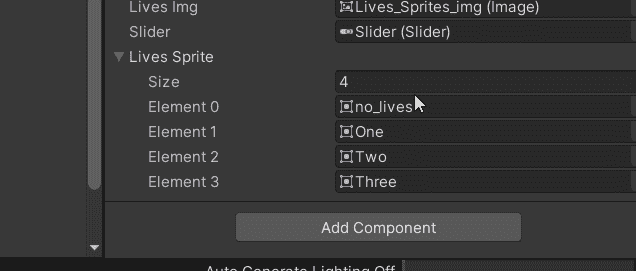 Lives Img Lives_Sprites_img (Image)
Slider Slider (Slider)
Lives Sprite
Size 4
Element 0 no_lives
Element 1 One
Element 2 Two
Element 3 Three
Add Component
Auto Generate Lighting Off